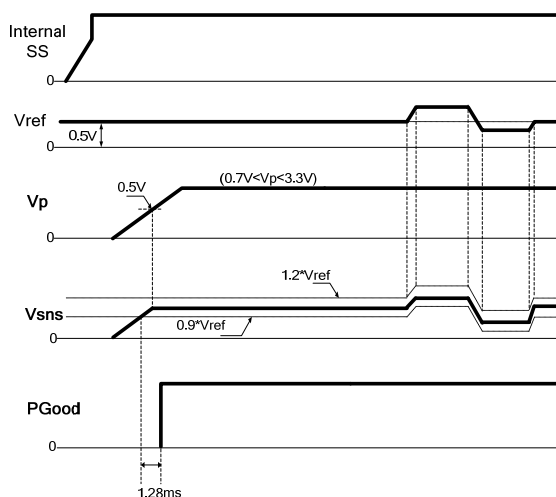 Internal
SS
0
Vref
0.5V
0
0.5V
(0.7V<Vp<3.3V)
Vp
0
1.2*Vref
Vsns
0.9*Vref
0
PGood
0
1.28ms